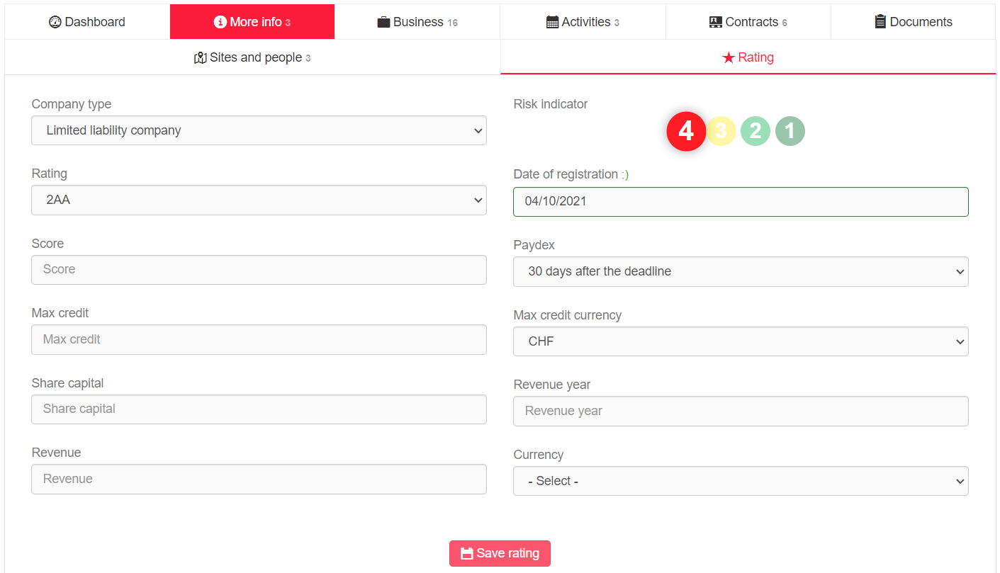 Dashboard More info 3 Business 16 Activities 3 Contracts 6 Documents
Sites and people 3 Rating
Company type Risk indicator
Limited liability company 4 3 2 1
Rating Date of registration :)
2AA 04/10/2021
Score Paydex
Score 30 days after the deadline
Max credit Max credit currency
Max credit CHF
Share capital Revenue year
Share capital Revenue year
Revenue Currency
Revenue - Select -
Save rating